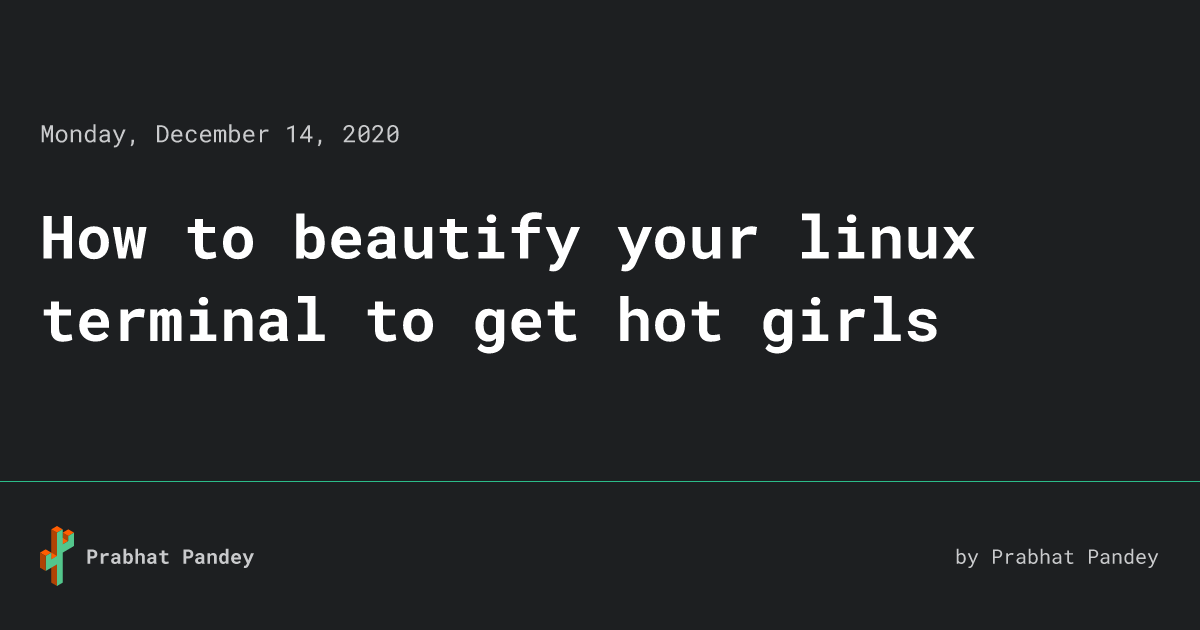 Monday, December 14, 2020
How to beautify your linux
terminal to get hot girls
Prabhat Pandey
by Prabhat Pandey